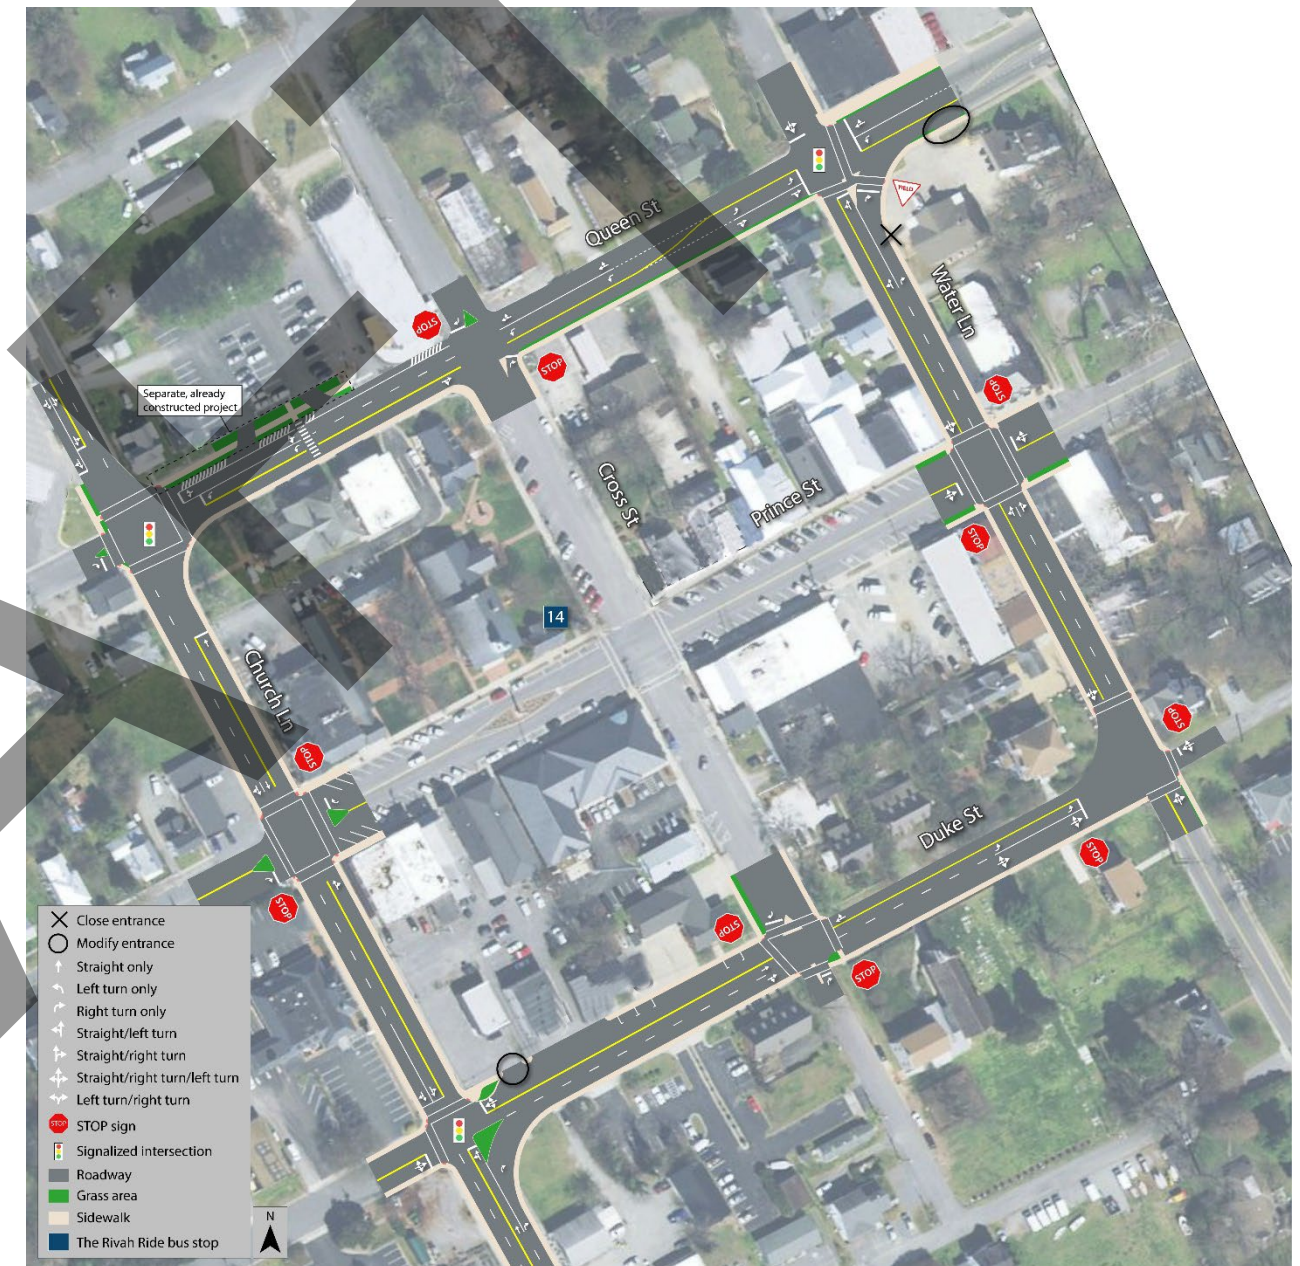 Queen St
YIELD
Water Ln
STOP
STOP
STOP
Separate, already
constructed project
Cross St
Prince St
STOP
14
Church Ln
STOP
STOP
Duke St
STOP
STOP
STOP
STOP
Close entrance
Modify entrance
Straight only
Left turn only
Right turn only
Straight/left turn
Straight/right turn
Straight/right turn/left turn
Left turn/right turn
STOP STOP sign
Signalized intersection
Roadway
Grass area
Sidewalk
The Rivah Ride bus stop
N